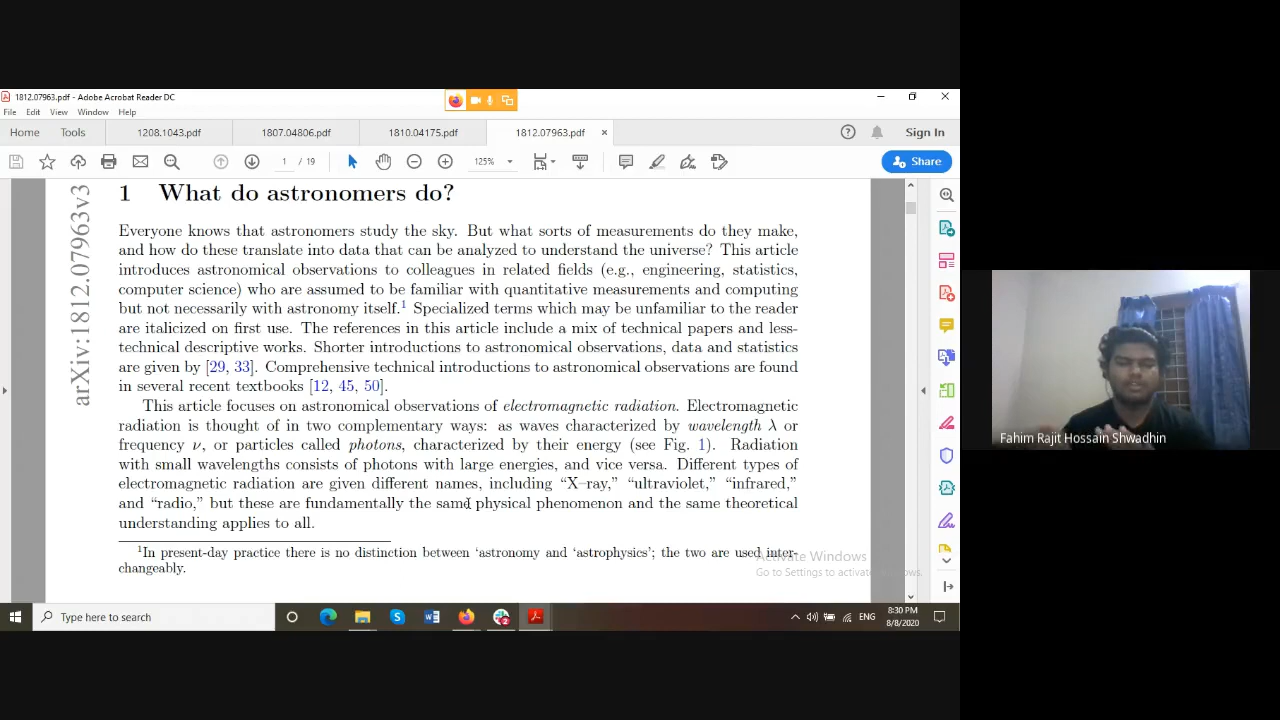 1812.07963.pdf - Adobe Acrobat Reader DC
File Edit View Window Help
Home Tools 1208.1043.pdf 1807.04806.pdf 1810.04175.pdf 1812.07963.pdf × Sign In
1 / 19 125% Share
arXiv:1812.07963v3
1 What do astronomers do?
Everyone knows that astronomers study the sky. But what sorts of measurements do they make,
and how do these translate into data that can be analyzed to understand the universe? This article
introduces astronomical observations to colleagues in related fields (e.g., engineering, statistics,
computer science) who are assumed to be familiar with quantitative measurements and computing
but not necessarily with astronomy itself.¹ Specialized terms which may be unfamiliar to the reader
are italicized on first use. The references in this article include a mix of technical papers and less-
technical descriptive works. Shorter introductions to astronomical observations, data and statistics
are given by [29, 33]. Comprehensive technical introductions to astronomical observations are found
in several recent textbooks [12, 45, 50].
This article focuses on astronomical observations of electromagnetic radiation. Electromagnetic
radiation is thought of in two complementary ways: as waves characterized by wavelength λ or
frequency ν, or particles called photons, characterized by their energy (see Fig. 1). Radiation
with small wavelengths consists of photons with large energies, and vice versa. Different types of
electromagnetic radiation are given different names, including “X–ray,” “ultraviolet,” “infrared,”
and “radio,” but these are fundamentally the same physical phenomenon and the same theoretical
understanding applies to all.
¹In present-day practice there is no distinction between ‘astronomy and ‘astrophysics’; the two are used inter-
changeably.
Activate Windows
Go to Settings to activate Windows.
Type here to search
2
ENG
8:30 PM
8/8/2020
Fahim Rajit Hossain Shwadhin